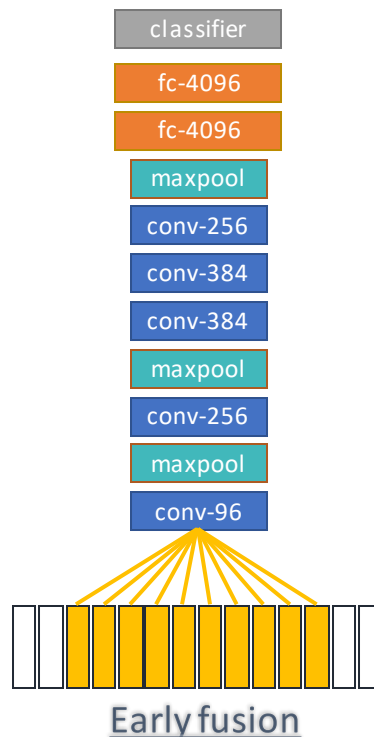 classifier
fc-4096
fc-4096
maxpool
conv-256
conv-384
conv-384
maxpool
conv-256
maxpool
conv-96
Early fusion